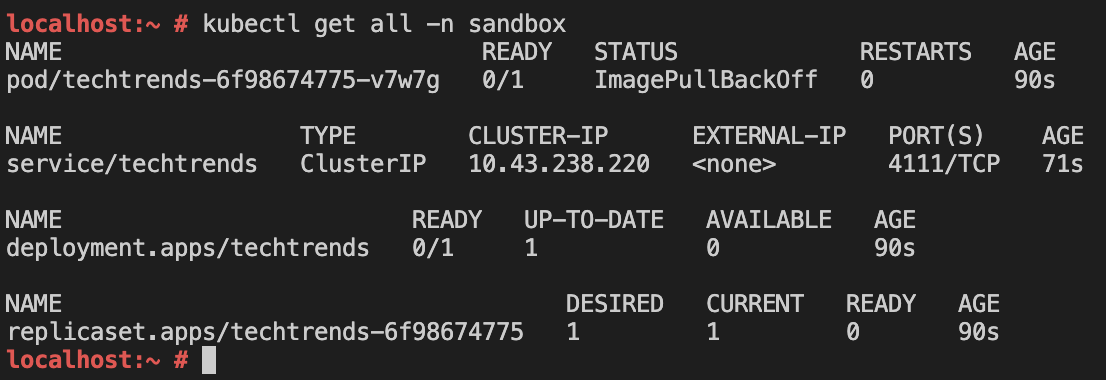 localhost:~ # kubectl get all -n sandbox
NAME                              READY   STATUS             RESTARTS   AGE
pod/techtrends-6f98674775-v7w7g   0/1     ImagePullBackOff   0          90s

NAME                 TYPE        CLUSTER-IP      EXTERNAL-IP   PORT(S)    AGE
service/techtrends   ClusterIP   10.43.238.220   <none>        4111/TCP   71s

NAME                         READY   UP-TO-DATE   AVAILABLE   AGE
deployment.apps/techtrends   0/1     1            0           90s

NAME                                    DESIRED   CURRENT   READY   AGE
replicaset.apps/techtrends-6f98674775   1         1         0       90s
localhost:~ #